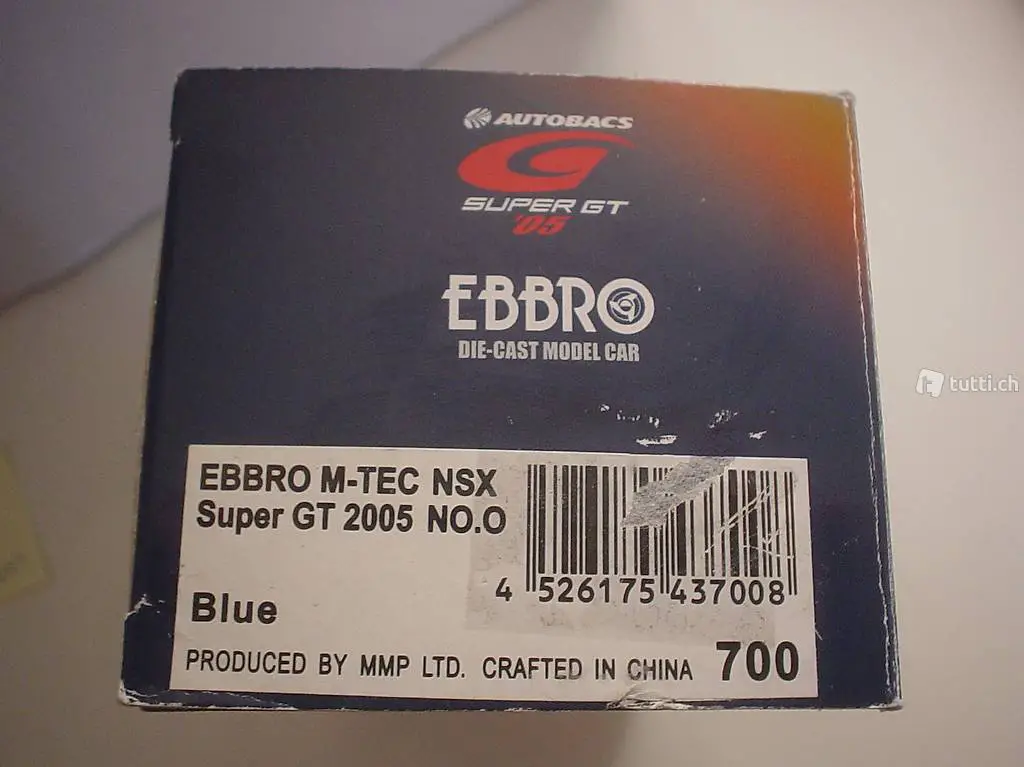 AUTOBACS
SUPER GT
'05
EBBRO
DIE-CAST MODEL CAR
EBBRO M-TEC NSX
Super GT 2005 NO.O
4 526175 437008
Blue
PRODUCED BY MMP LTD. CRAFTED IN CHINA 700
tutti.ch